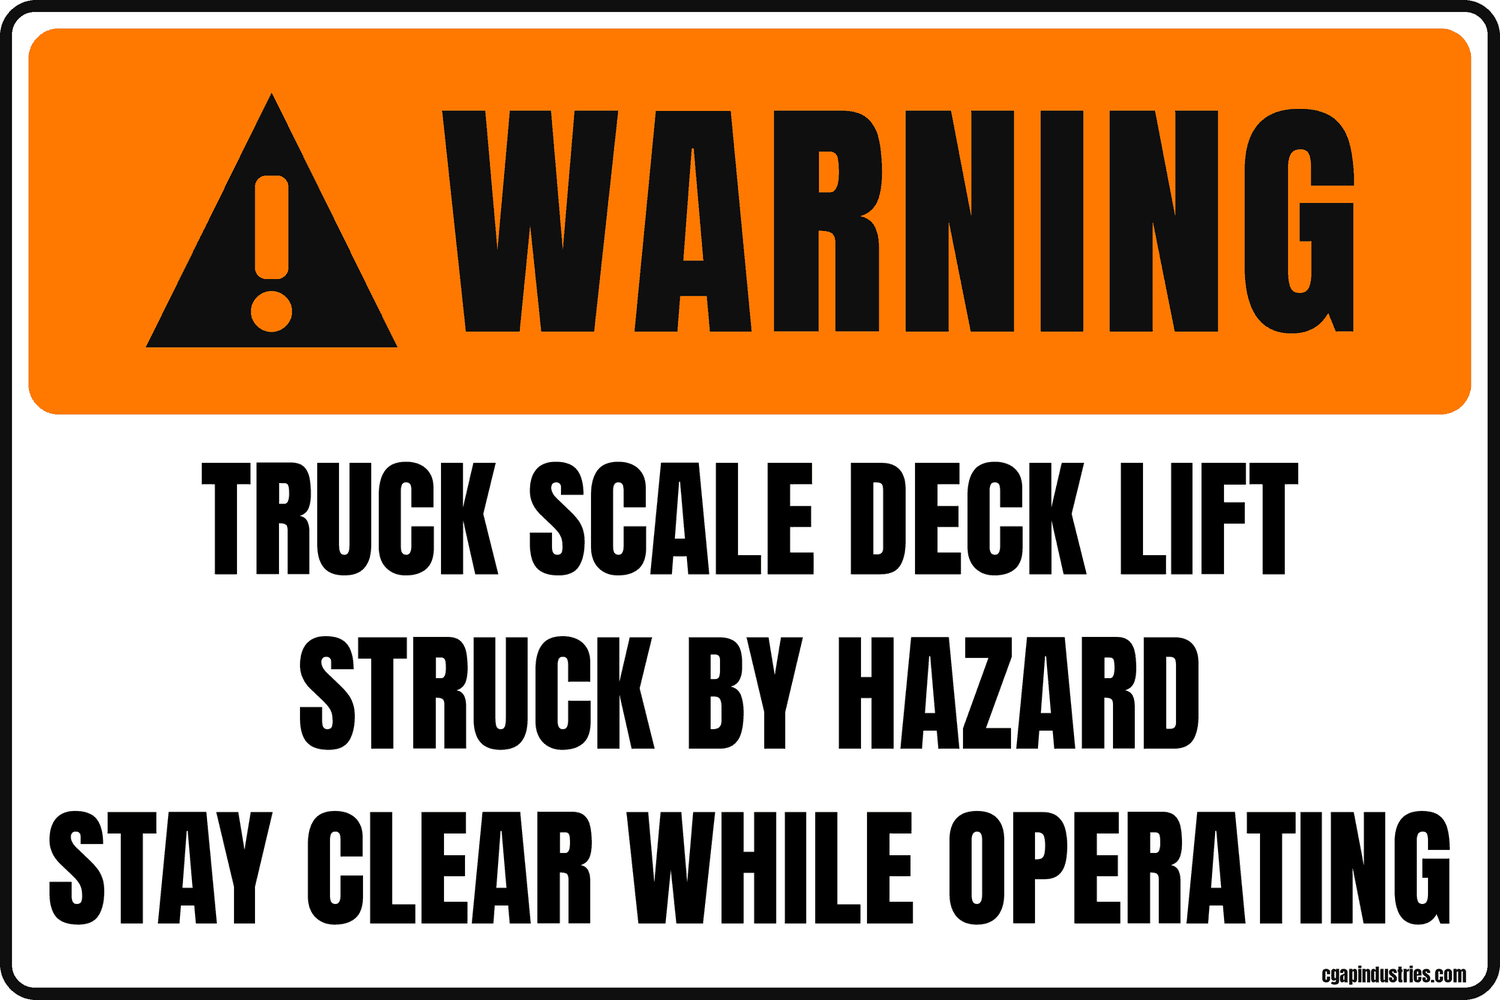 WARNING
TRUCK SCALE DECK LIFT
STRUCK BY HAZARD
STAY CLEAR WHILE OPERATING
cgapindustries.com